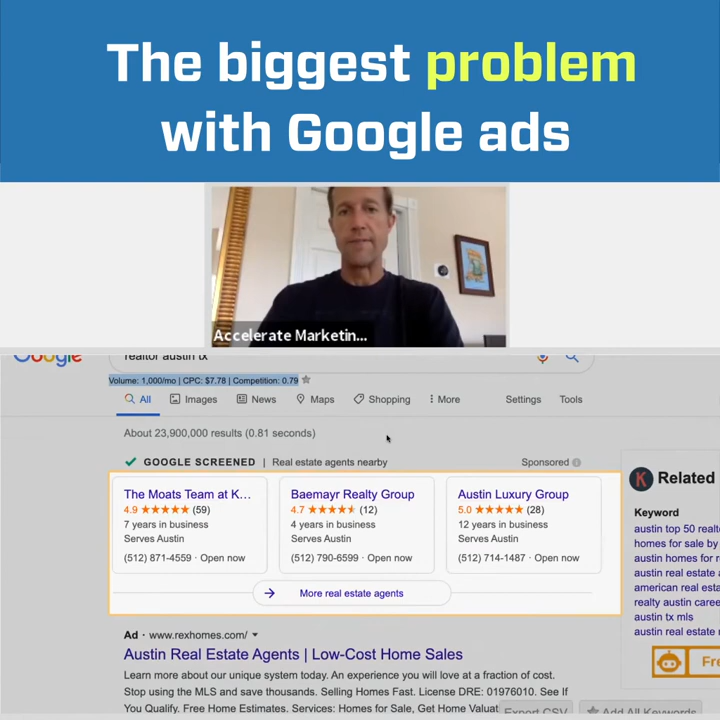 The biggest problem
with Google ads
Accelerate Marketin...
Google
realtor austin tx
Volume: 1,000/mo | CPC: $7.78 | Competition: 0.79
All
Images
News
Maps
Shopping
More
Settings
Tools
About 23,900,000 results (0.81 seconds)
GOOGLE SCREENED | Real estate agents nearby
Sponsored
The Moats Team at K...
4.9 (59)
7 years in business
Serves Austin
(512) 871-4559 · Open now
Baemayr Realty Group
4.7 (12)
4 years in business
Serves Austin
(512) 790-6599 · Open now
Austin Luxury Group
5.0 (28)
12 years in business
Serves Austin
(512) 714-1487 · Open now
More real estate agents
Ad · www.rexhomes.com/
Austin Real Estate Agents | Low-Cost Home Sales
Learn more about our unique system today. An experience you will love at a fraction of cost.
Stop using the MLS and save thousands. Selling Homes Fast. License DRE: 01976010. See If
You Qualify. Free Home Estimates. Services: Homes for Sale, Get Home Valuat
K
Related
Keyword
austin top 50 realt
homes for sale by
austin homes for r
austin real estate a
american real esta
realty austin caree
austin tx mls
austin real estate
Fre
Export CSV
Add All Keywords